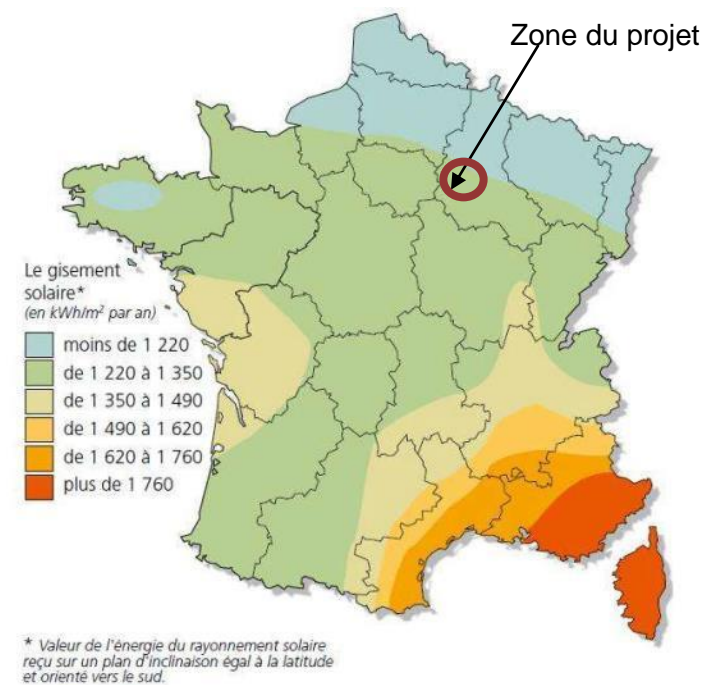 Zone du projet
Le gisement
solaire*
(en kWh/m² par an)
moins de 1 220
de 1 220 à 1 350
de 1 350 à 1 490
de 1 490 à 1 620
de 1 620 à 1 760
plus de 1 760
* Valeur de l'énergie du rayonnement solaire
reçu sur un plan d'inclinaison égal à la latitude
et orienté vers le sud.